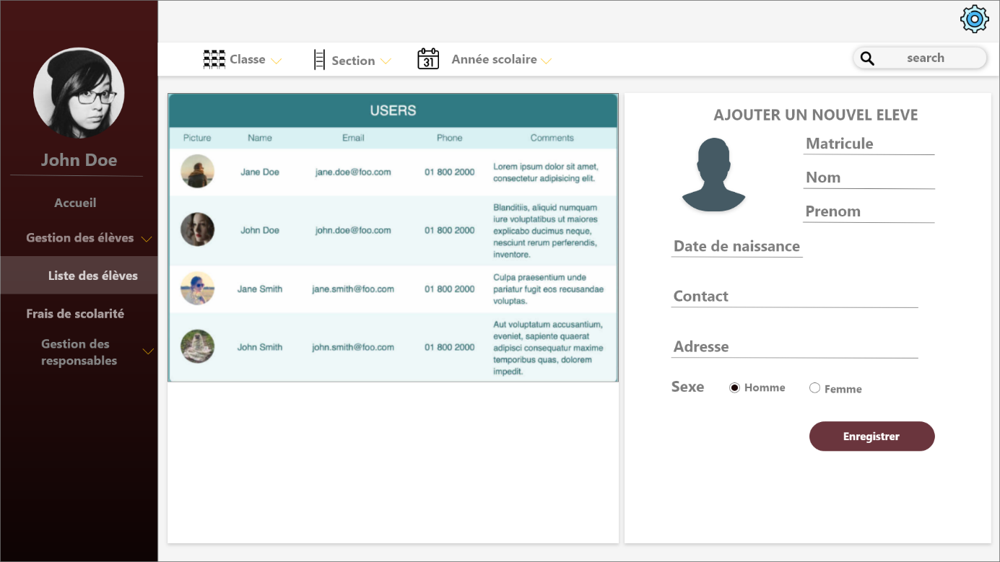 Classe
Section
31
Année scolaire
search
John Doe
Accueil
Gestion des élèves
Liste des élèves
Frais de scolarité
Gestion des
responsables
USERS
Picture Name Email Phone Comments
Jane Doe jane.doe@foo.com 01 800 2000
Lorem ipsum dolor sit amet,
consectetur adipisicing elit.
John Doe john.doe@foo.com 01 800 2000
Blanditiis, aliquid numquam
iure voluptatibus ut maiores
explicabo ducimus neque,
nesciunt rerum perferendis,
inventore.
Jane Smith jane.smith@foo.com 01 800 2000
Culpa praesentium unde
pariatur fugit eos recusandae
voluptas.
John Smith john.smith@foo.com 01 800 2000
Aut voluptatum accusantium,
eveniet, sapiente quaerat
adipisci consequatur maxime
temporibus quas, dolorem
impedit.
AJOUTER UN NOUVEL ELEVE
Matricule
Nom
Prenom
Date de naissance
Contact
Adresse
Sexe Homme Femme
Enregistrer